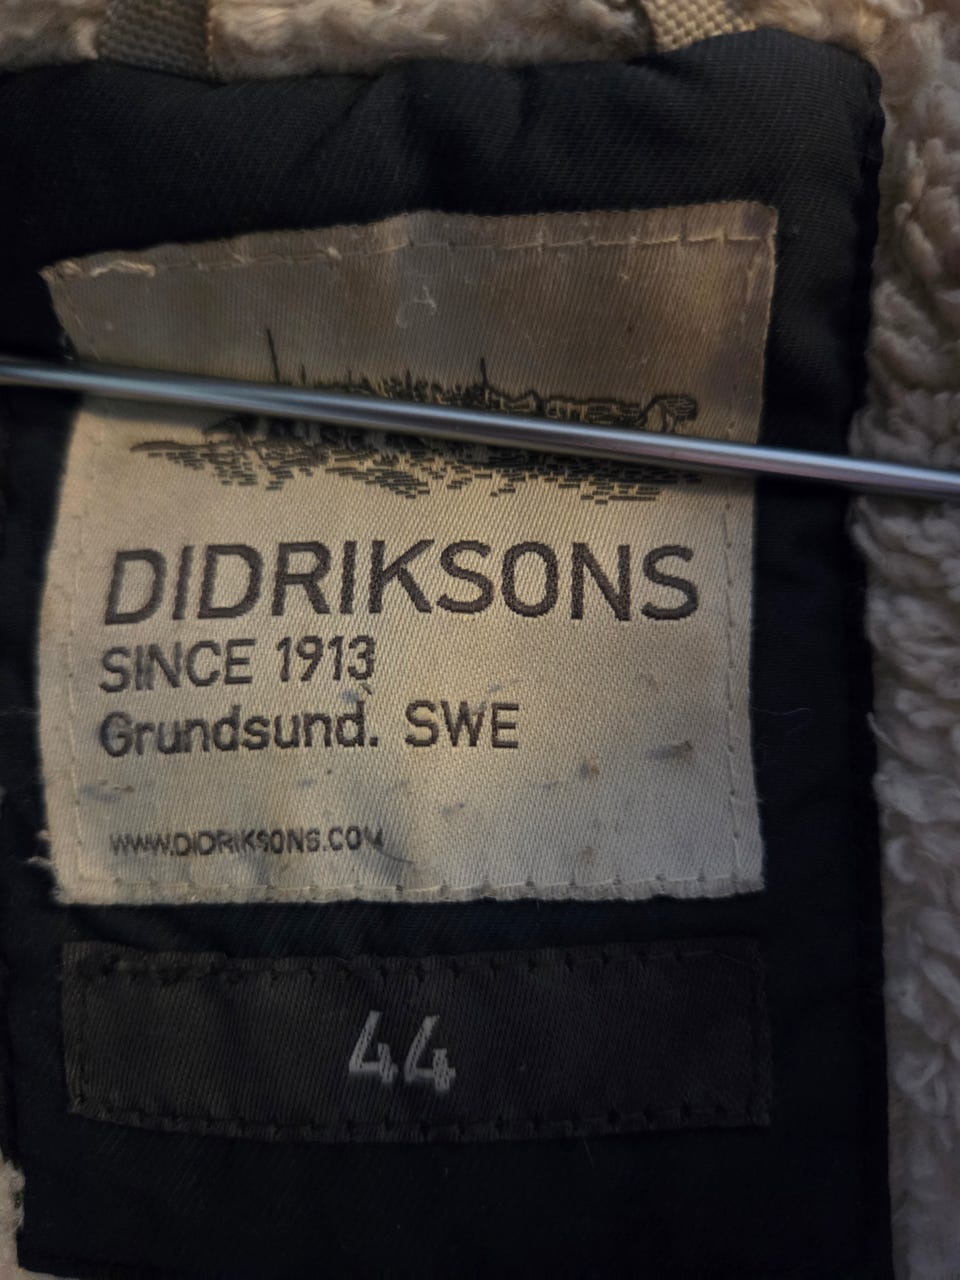 DIDRIKSONS
SINCE 1913
Grundsund. SWE
WWW.DIDRIKSONS.COM
44